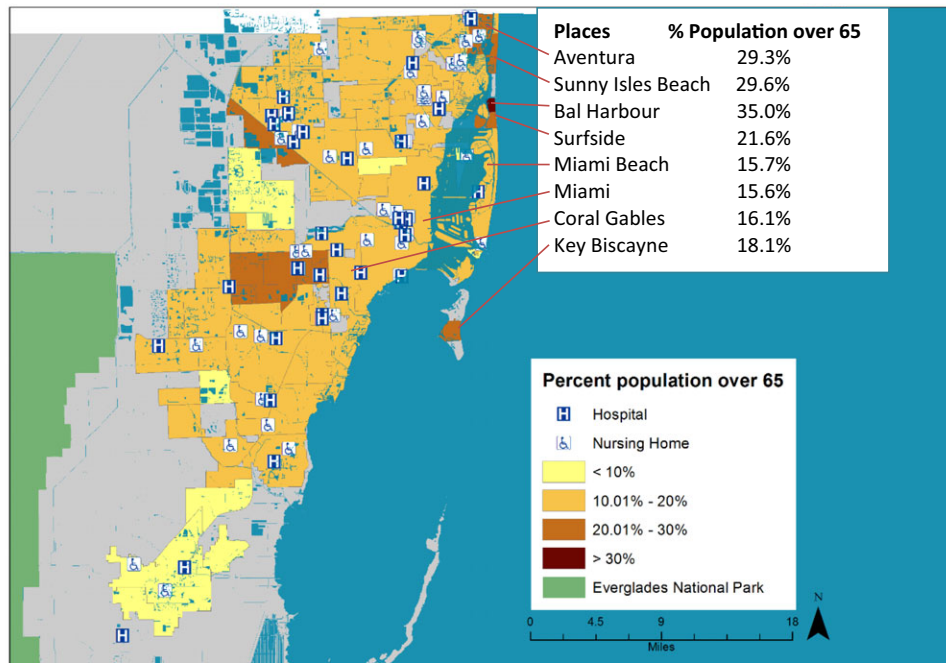 Places % Population over 65
Aventura 29.3%
Sunny Isles Beach 29.6%
Bal Harbour 35.0%
Surfside 21.6%
Miami Beach 15.7%
Miami 15.6%
Coral Gables 16.1%
Key Biscayne 18.1%
Percent population over 65
H Hospital
Nursing Home
< 10%
10.01% - 20%
20.01% - 30%
> 30%
Everglades National Park
N
0 4.5 9 18
Miles